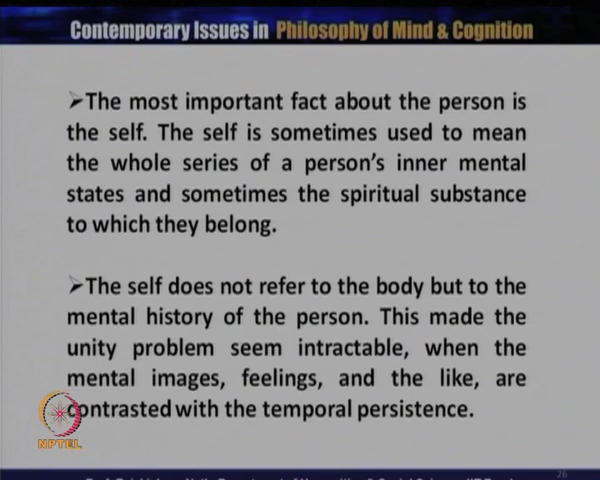 Contemporary Issues in Philosophy of Mind & Cognition
➢The most important fact about the person is
the self. The self is sometimes used to mean
the whole series of a person's inner mental
states and sometimes the spiritual substance
to which they belong.
➢The self does not refer to the body but to the
mental history of the person. This made the
unity problem seem intractable, when the
mental images, feelings, and the like, are
contrasted with the temporal persistence.
NPTEL
26